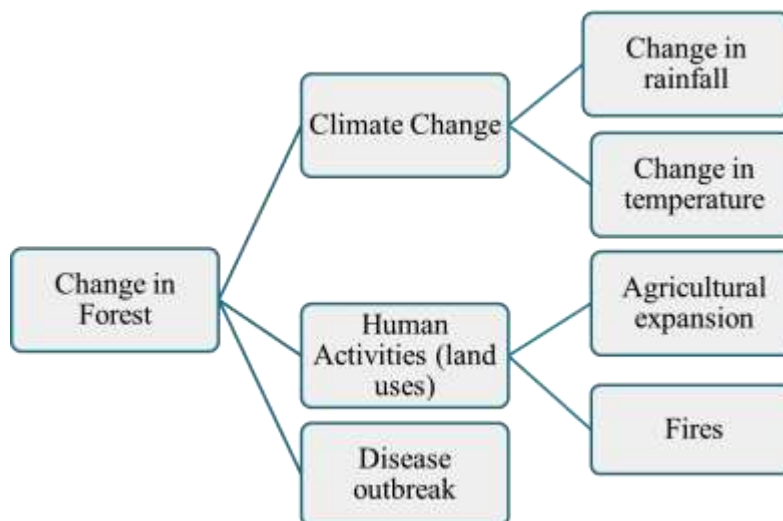 Change in
Forest
Climate Change
Change in
rainfall
Change in
temperature
Human
Activities (land
uses)
Agricultural
expansion
Fires
Disease
outbreak